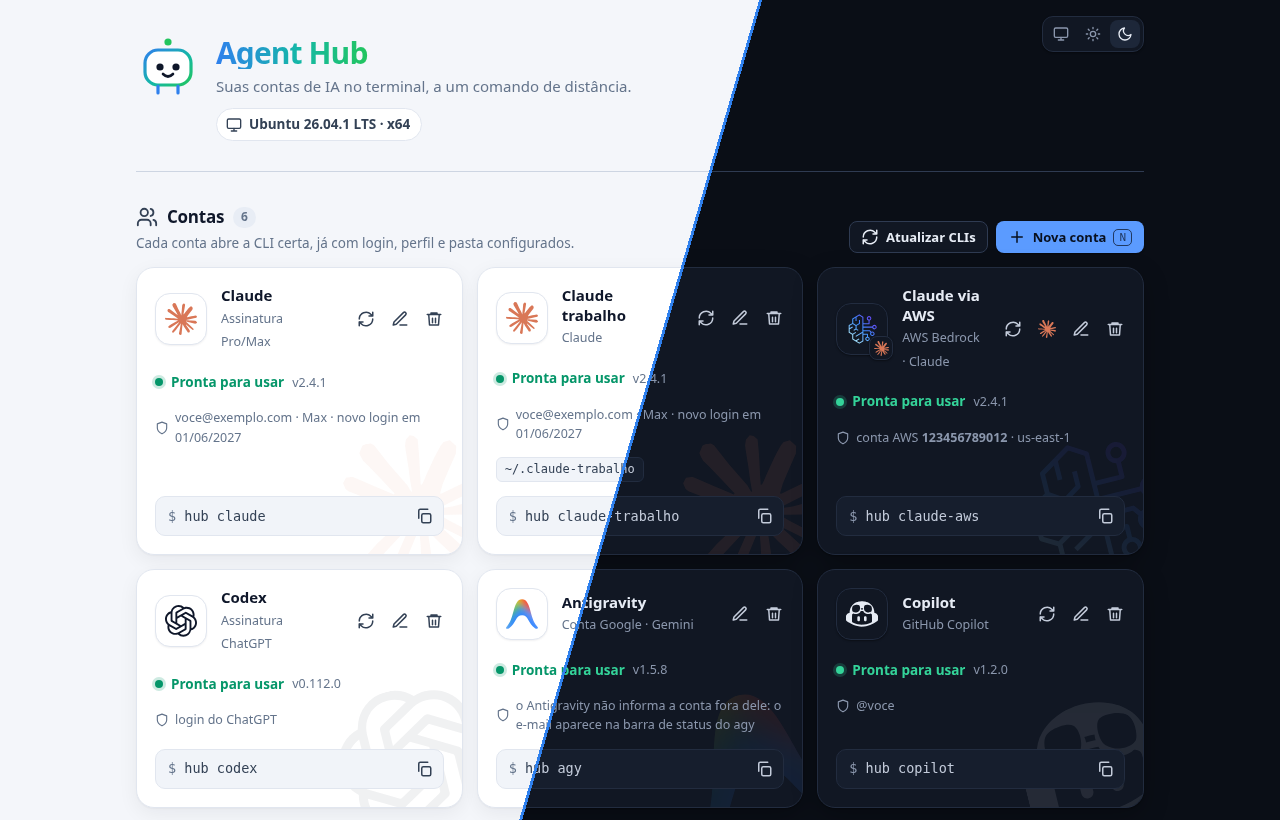 Agent Hub
Suas contas de IA no terminal, a um comando de distância.
Ubuntu 26.04.1 LTS · x64
Contas 6
Cada conta abre a CLI certa, já com login, perfil e pasta configurados.
Atualizar CLIs
Nova conta N
Claude
Assinatura
Pro/Max
Pronta para usar v2.4.1
voce@exemplo.com · Max · novo login em
01/06/2027
$ hub claude
Claude
trabalho
Claude
Pronta para usar v2.4.1
voce@exemplo.com · Max · novo login em
01/06/2027
~/.claude-trabalho
$ hub claude-trabalho
Claude via
AWS
AWS Bedrock
· Claude
Pronta para usar v2.4.1
conta AWS 123456789012 · us-east-1
$ hub claude-aws
Codex
Assinatura
ChatGPT
Pronta para usar v0.112.0
login do ChatGPT
$ hub codex
Antigravity
Conta Google · Gemini
Pronta para usar v1.5.8
o Antigravity não informa a conta fora dele: o
e-mail aparece na barra de status do agy
$ hub agy
Copilot
GitHub Copilot
Pronta para usar v1.2.0
@voce
$ hub copilot